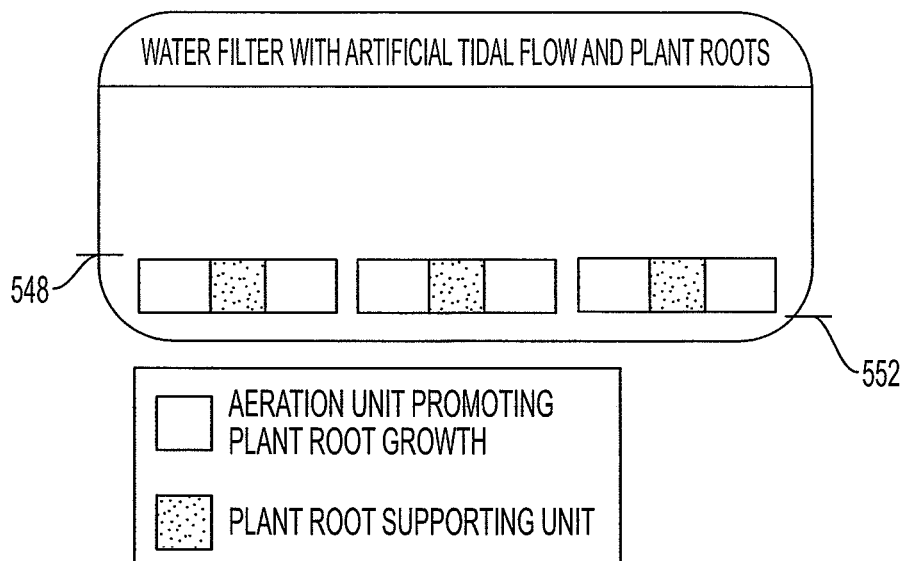 WATER FILTER WITH ARTIFICIAL TIDAL FLOW AND PLANT ROOTS
548
552
AERATION UNIT PROMOTING
PLANT ROOT GROWTH
PLANT ROOT SUPPORTING UNIT